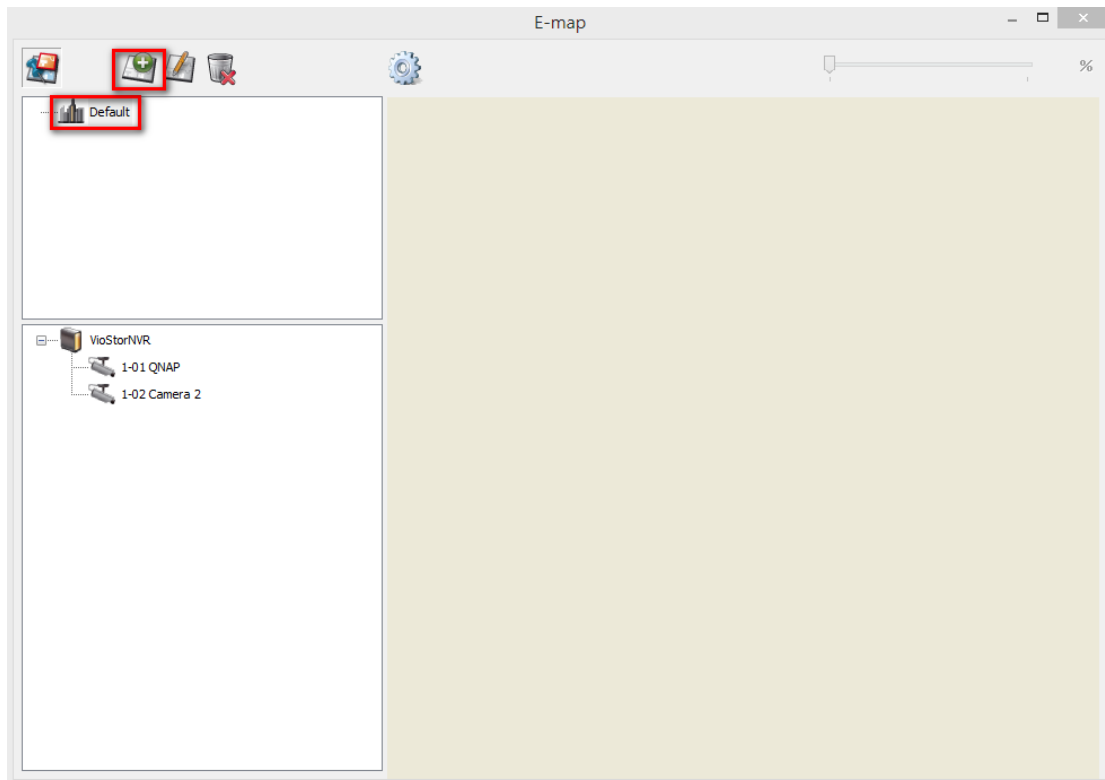 E-map
%
Default
VioStorNVR
1-01 QNAP
1-02 Camera 2